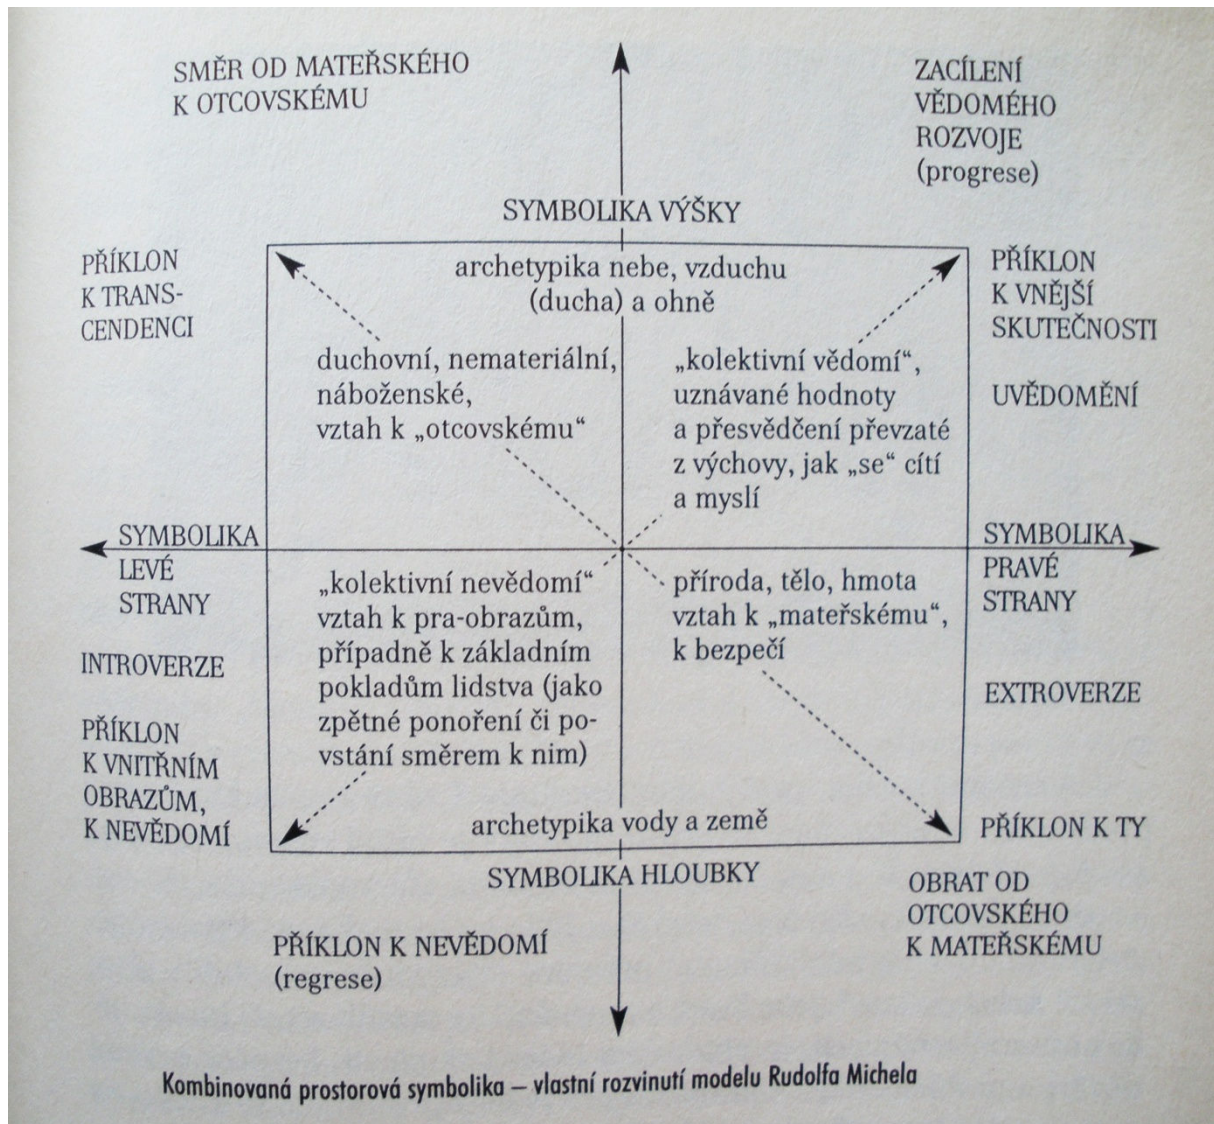 SMĚR OD MATEŘSKÉHO
K OTCOVSKÉMU
ZACÍLENÍ
VĚDOMÉHO
ROZVOJE
(progrese)
SYMBOLIKA VÝŠKY
PŘÍKLON
K TRANS-
CENDENCI
archetypika nebe, vzduchu
(ducha) a ohně
PŘÍKLON
K VNĚJŠÍ
SKUTEČNOSTI
UVĚDOMĚNÍ
duchovní, nemateriální,
náboženské,
vztah k „otcovskému“
„kolektivní vědomí“,
uznávané hodnoty
a přesvědčení převzaté
z výchovy, jak „se“ cítí
a myslí
SYMBOLIKA
LEVÉ
STRANY
SYMBOLIKA
PRAVÉ
STRANY
INTROVERZE
PŘÍKLON
K VNITŘNÍM
OBRAZŮM,
K NEVĚDOMÍ
„kolektivní nevědomí“
vztah k pra-obrazům,
případně k základním
pokladům lidstva (jako
zpětné ponoření či po-
vstání směrem k nim)
příroda, tělo, hmota
vztah k „mateřskému“,
k bezpečí
EXTROVERZE
archetypika vody a země
PŘÍKLON K TY
SYMBOLIKA HLOUBKY
PŘÍKLON K NEVĚDOMÍ
(regrese)
OBRAT OD
OTCOVSKÉHO
K MATEŘSKÉMU
Kombinovaná prostorová symbolika – vlastní rozvinutí modelu Rudolfa Michela